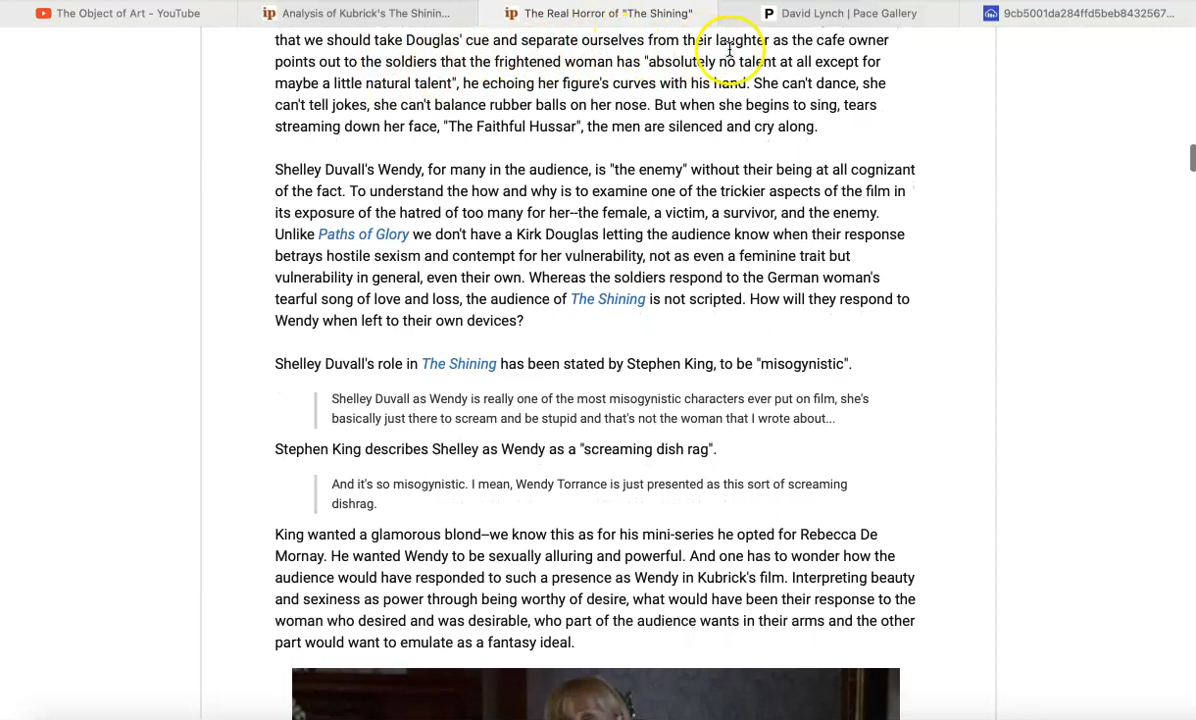 The Object of Art - YouTube
Analysis of Kubrick's The Shinin...
The Real Horror of "The Shining"
David Lynch | Pace Gallery
9cb5001da284ffd5beb8432567...
that we should take Douglas' cue and separate ourselves from their laughter as the cafe owner
points out to the soldiers that the frightened woman has "absolutely no talent at all except for
maybe a little natural talent", he echoing her figure's curves with his hand. She can't dance, she
can't tell jokes, she can't balance rubber balls on her nose. But when she begins to sing, tears
streaming down her face, "The Faithful Hussar", the men are silenced and cry along.
Shelley Duvall's Wendy, for many in the audience, is "the enemy" without their being at all cognizant
of the fact. To understand the how and why is to examine one of the trickier aspects of the film in
its exposure of the hatred of too many for her--the female, a victim, a survivor, and the enemy.
Unlike Paths of Glory we don't have a Kirk Douglas letting the audience know when their response
betrays hostile sexism and contempt for her vulnerability, not as even a feminine trait but
vulnerability in general, even their own. Whereas the soldiers respond to the German woman's
tearful song of love and loss, the audience of The Shining is not scripted. How will they respond to
Wendy when left to their own devices?
Shelley Duvall's role in The Shining has been stated by Stephen King, to be "misogynistic".
Shelley Duvall as Wendy is really one of the most misogynistic characters ever put on film, she's
basically just there to scream and be stupid and that's not the woman that I wrote about...
Stephen King describes Shelley as Wendy as a "screaming dish rag".
And it's so misogynistic. I mean, Wendy Torrance is just presented as this sort of screaming
dishrag.
King wanted a glamorous blond--we know this as for his mini-series he opted for Rebecca De
Mornay. He wanted Wendy to be sexually alluring and powerful. And one has to wonder how the
audience would have responded to such a presence as Wendy in Kubrick's film. Interpreting beauty
and sexiness as power through being worthy of desire, what would have been their response to the
woman who desired and was desirable, who part of the audience wants in their arms and the other
part would want to emulate as a fantasy ideal.